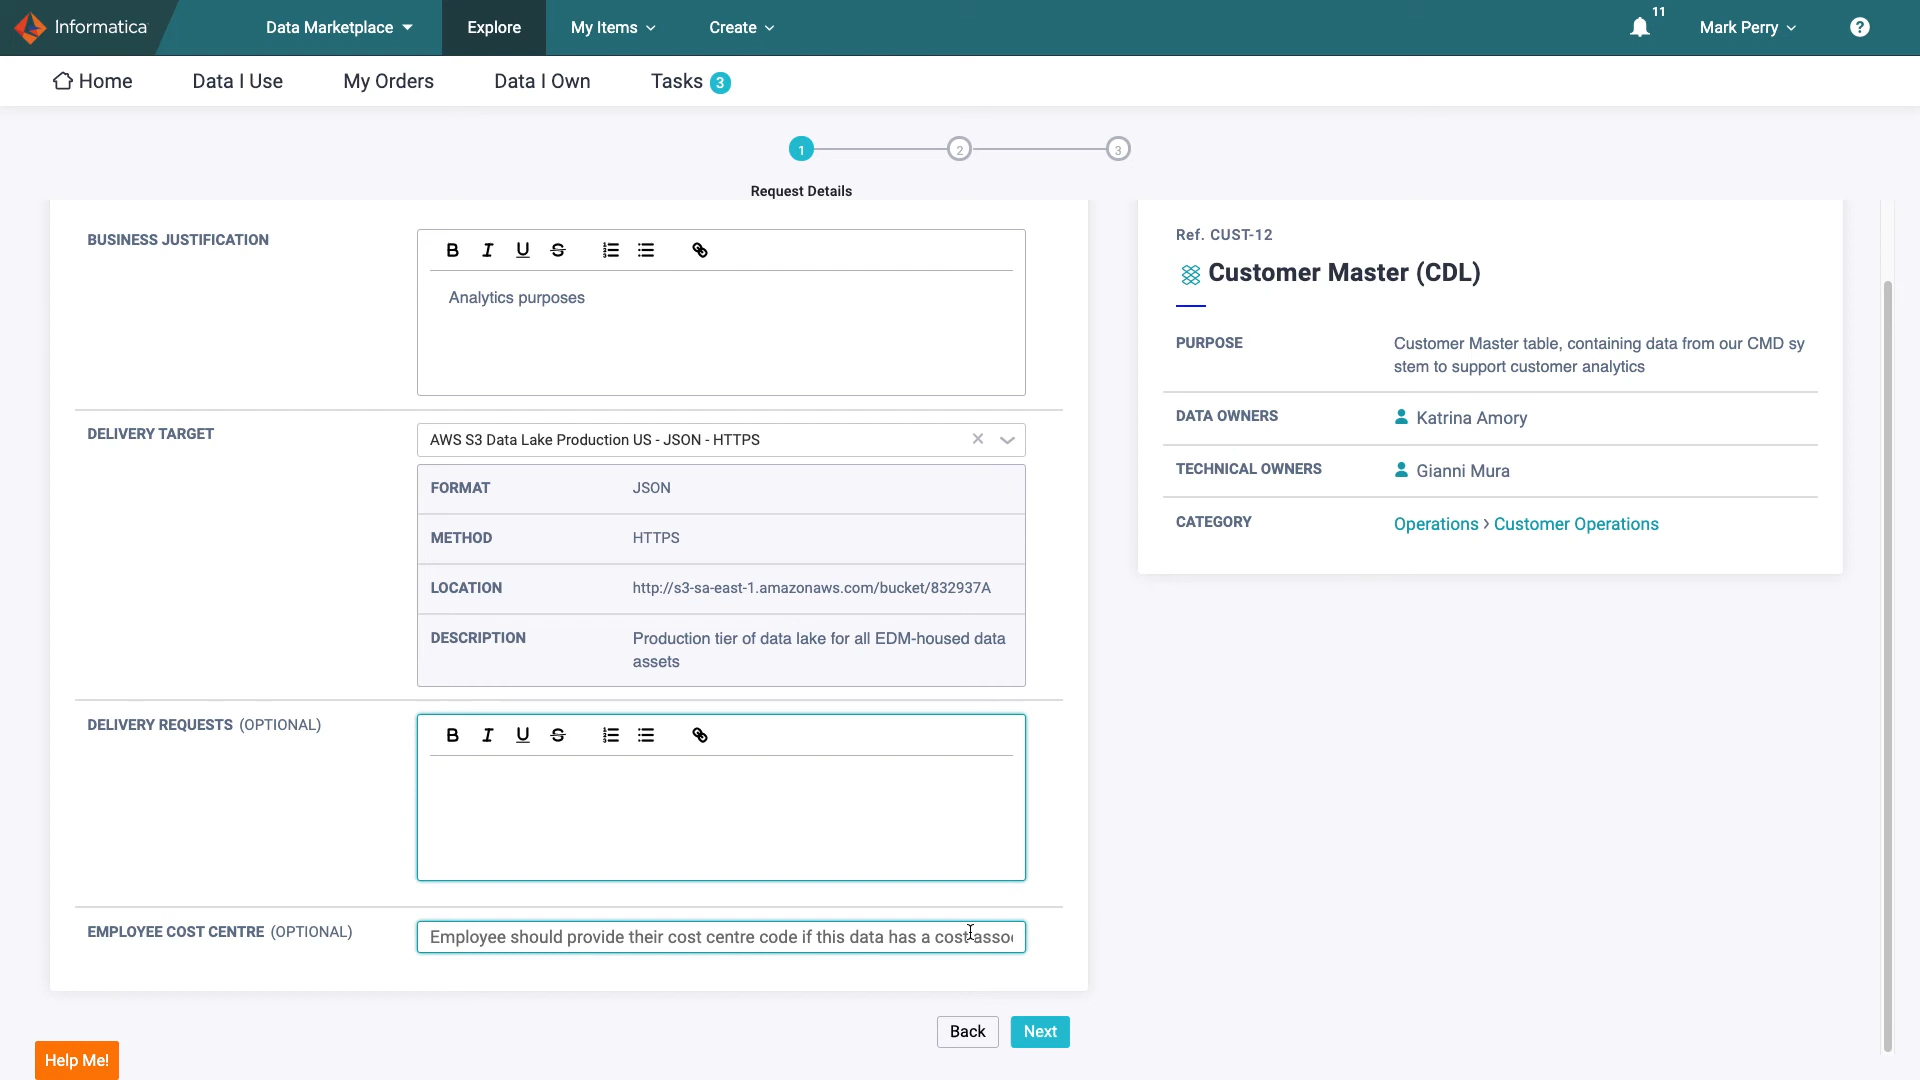 Informatica
Data Marketplace
Explore
My Items
Create
11
Mark Perry
?
Home
Data I Use
My Orders
Data I Own
Tasks 3
1
2
3
Request Details
BUSINESS JUSTIFICATION
B I U S
Analytics purposes
DELIVERY TARGET
AWS S3 Data Lake Production US - JSON - HTTPS
FORMAT JSON
METHOD HTTPS
LOCATION http://s3-sa-east-1.amazonaws.com/bucket/832937A
DESCRIPTION Production tier of data lake for all EDM-housed data
assets
DELIVERY REQUESTS (OPTIONAL)
B I U S
EMPLOYEE COST CENTRE (OPTIONAL)
Employee should provide their cost centre code if this data has a cost asso
Back
Next
Help Me!
Ref. CUST-12
Customer Master (CDL)
PURPOSE Customer Master table, containing data from our CMD sy
stem to support customer analytics
DATA OWNERS Katrina Amory
TECHNICAL OWNERS Gianni Mura
CATEGORY Operations > Customer Operations